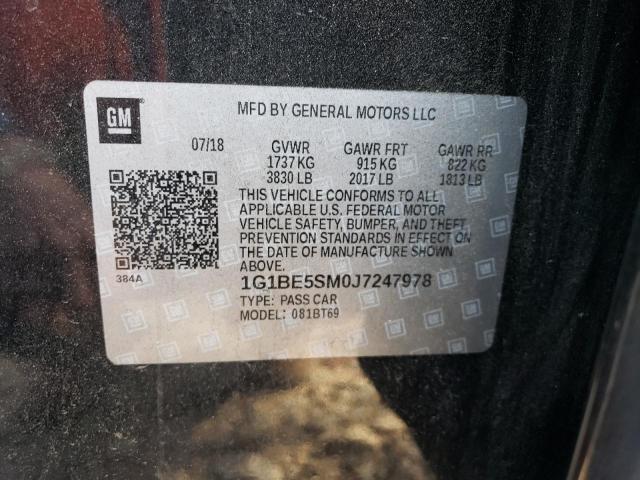 GM
MFD BY GENERAL MOTORS LLC
07/18 GVWR GAWR FRT GAWR RR
1737 KG 915 KG 822 KG
3830 LB 2017 LB 1813 LB
THIS VEHICLE CONFORMS TO ALL
APPLICABLE U.S. FEDERAL MOTOR
VEHICLE SAFETY, BUMPER, AND THEFT
PREVENTION STANDARDS IN EFFECT ON
THE DATE OF MANUFACTURE SHOWN
ABOVE.
384A
1G1BE5SM0J7247978
TYPE: PASS CAR
MODEL: 081BT69